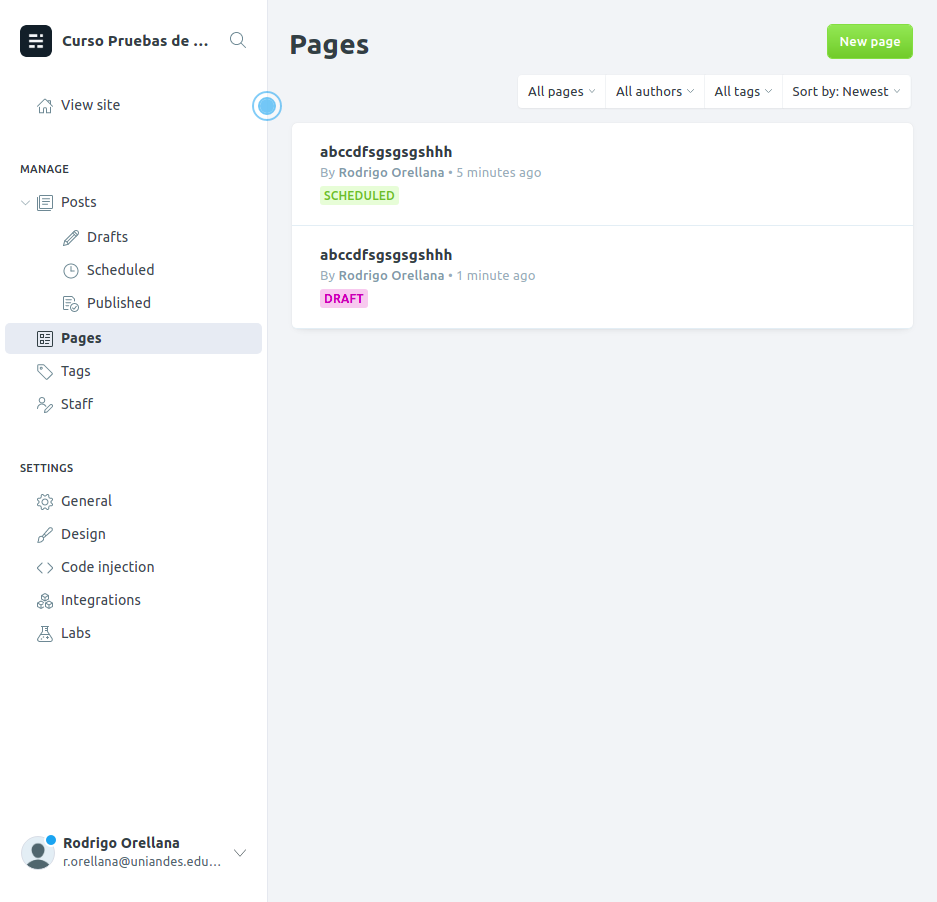 Curso Pruebas de ...
View site
MANAGE
Posts
Drafts
Scheduled
Published
Pages
Tags
Staff
SETTINGS
General
Design
Code injection
Integrations
Labs
Rodrigo Orellana
r.orellana@uniandes.edu...
Pages
New page
All pages All authors All tags Sort by: Newest
abccdfsgsgsgshhh
By Rodrigo Orellana • 5 minutes ago
SCHEDULED
abccdfsgsgsgshhh
By Rodrigo Orellana • 1 minute ago
DRAFT